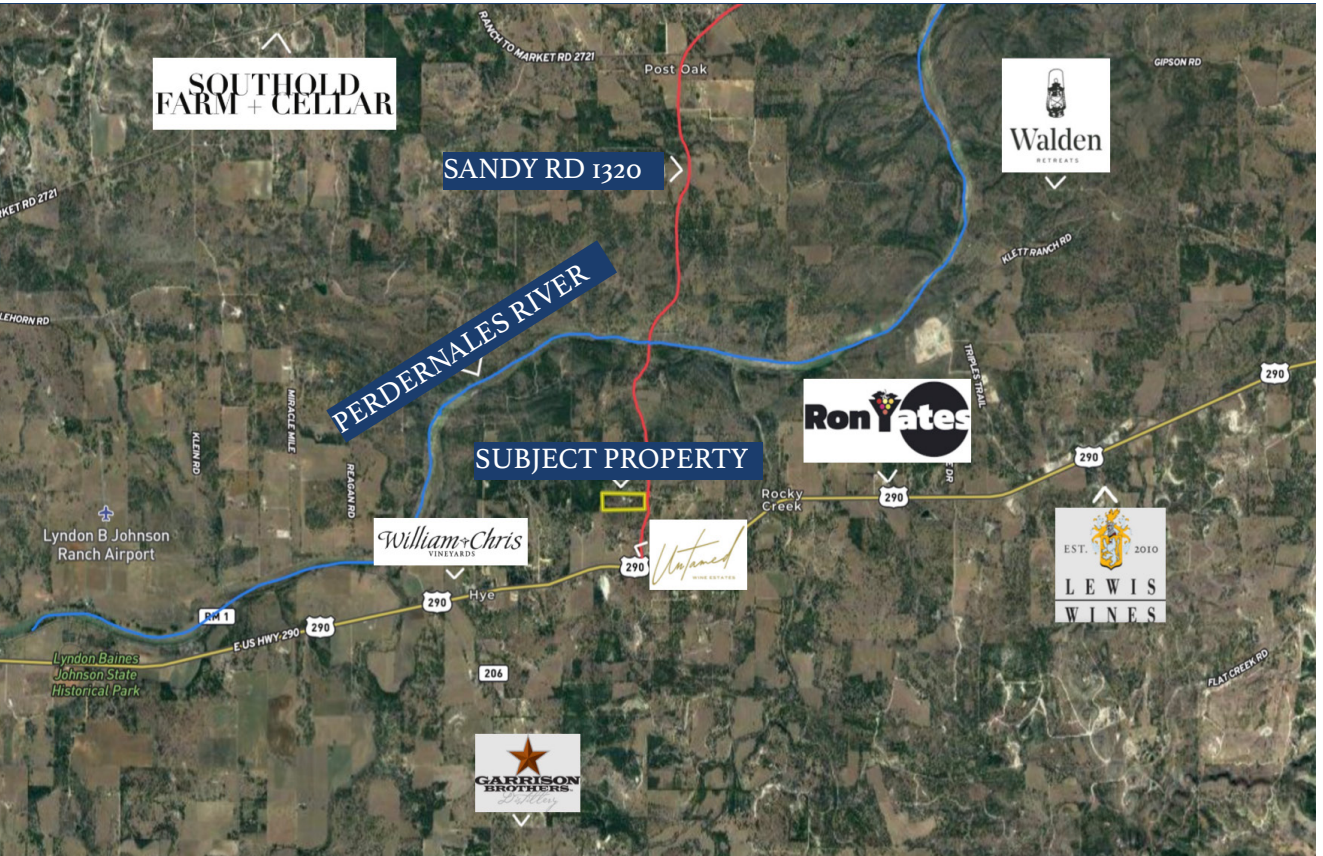 RANCH TO MARKET RD 2721
Post Oak
GIPSON RD
SOUTHOLD
FARM + CELLAR
Walden
RETREATS
SANDY RD 1320
KET RD 2721
KLETT RANCH RD
PERDERNALES RIVER
LEHORN RD
TRIPLES TRAIL
290
MIRACLE MILE
RonYates
KLEIN RD
SUBJECT PROPERTY
290
REAGAN RD
E DR
Rocky
Creek
290
Lyndon B Johnson
Ranch Airport
William Chris
VINEYARDS
Untamed
WINE ESTATES
EST. 2010
LEWIS
WINES
290
Hye
290
RM 1
290
E US HWY 290
Lyndon Baines
Johnson State
Historical Park
206
FLAT CREEK RD
GARRISON
BROTHERS
Distillery